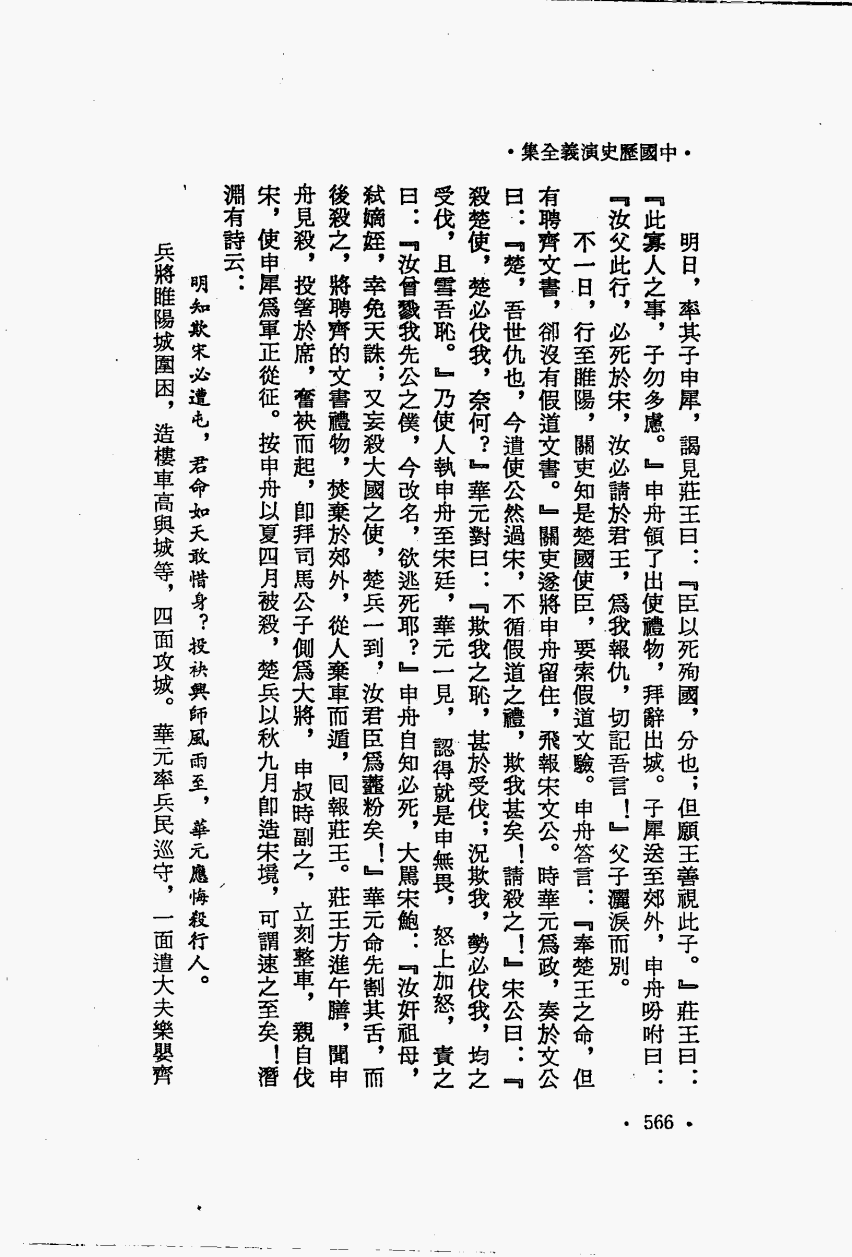 •中國歷史演義全集•
明日，率其子申犀，謁見莊王曰：『臣以死殉國，分也；但願王善視此子。』莊王曰：
『此寡人之事，子勿多慮。』申舟領了出使禮物，拜辭出城。子犀送至郊外，申舟吩咐曰：
『汝父此行，必死於宋，汝必請於君王，爲我報仇，切記吾言！』父子灑淚而別。
不一日，行至睢陽，關吏知是楚國使臣，要索假道文驗。申舟答言：『奉楚王之命，但
有聘齊文書，卻沒有假道文書。』關吏遂將申舟留住，飛報宋文公。時華元爲政，奏於文公
曰：『楚，吾世仇也，今遣使公然過宋，不循假道之禮，欺我甚矣！請殺之！』宋公曰：『
殺楚使，楚必伐我，奈何？』華元對曰：『欺我之恥，甚於受伐；況欺我，勢必伐我，均之
受伐，且雪吾恥。』乃使人執申舟至宋廷，華元一見，認得就是申無畏，怒上加怒，責之
曰：『汝曾戮我先公之僕，今改名，欲逃死耶？』申舟自知必死，大罵宋鮑：『汝奸祖母，
弒嫡姪，幸免天誅；又妄殺大國之使，楚兵一到，汝君臣爲虀粉矣！』華元命先割其舌，而
後殺之，將聘齊的文書禮物，焚棄於郊外，從人棄車而遁，回報莊王。莊王方進午膳，聞申
舟見殺，投箸於席，奮袂而起，卽拜司馬公子側爲大將，申叔時副之，立刻整車，親自伐
宋，使申犀爲軍正從征。按申舟以夏四月被殺，楚兵以秋九月卽造宋境，可謂速之至矣！潛
淵有詩云：
明知欺宋必遭屯，君命如天敢惜身？投袂興師風雨至，華元應悔殺行人。
兵將睢陽城圍困，造樓車高與城等，四面攻城。華元率兵民巡守，一面遣大夫樂嬰齊
•566•